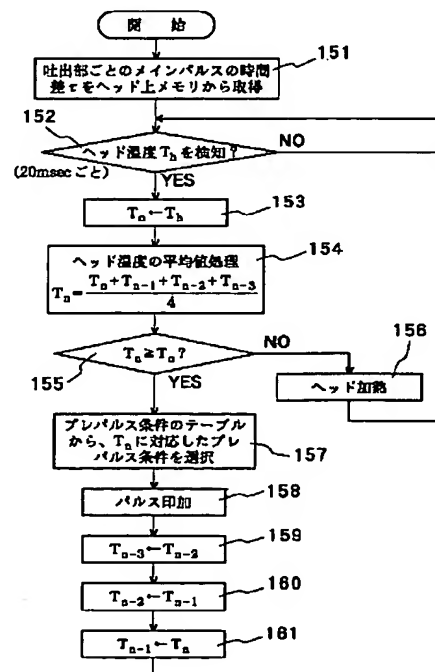 開始
吐出部ごとのメインパルスの時間
差τをヘッド上メモリから取得
151
152
ヘッド温度Thを検知?
NO
(20msecごと)
YES
Tn←Th
153
154
ヘッド温度の平均値処理
Tn=(Tn+Tn-1+Tn-2+Tn-3)/4
Tn≧To?
NO
155
YES
156
ヘッド加熱
プレパルス条件のテーブル
から、Tnに対応したプレ
パルス条件を選択
157
パルス印加
158
Tn-3←Tn-2
159
Tn-2←Tn-1
160
Tn-1←Tn
161